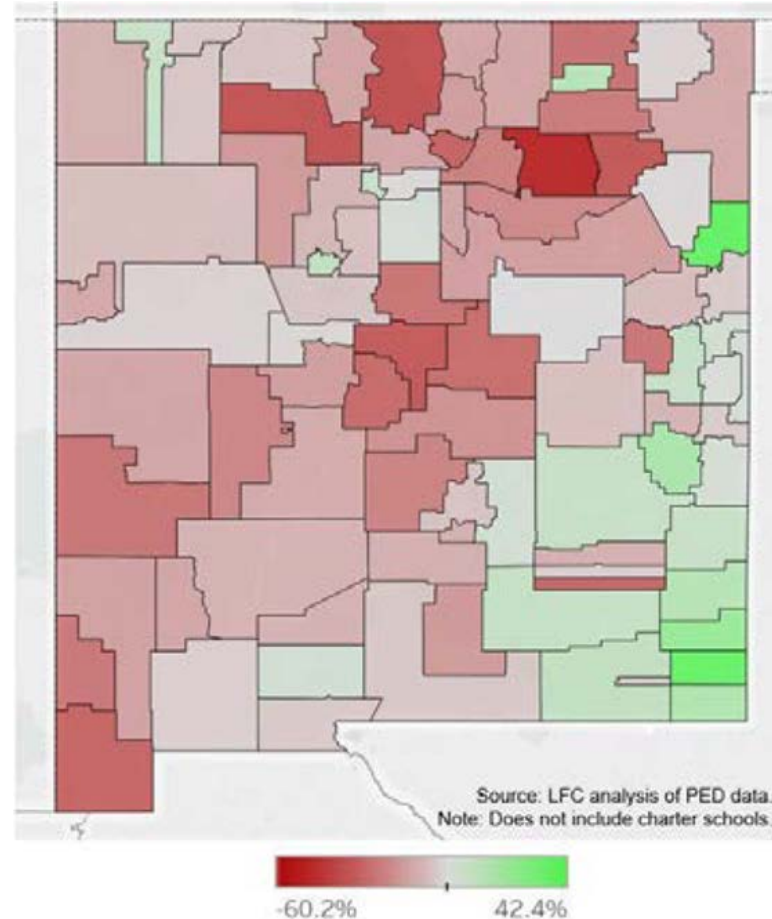 Source: LFC analysis of PED data.
Note: Does not include charter schools.
-60.2% 42.4%